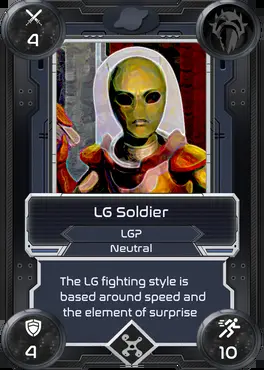 4
LG Soldier
LGP
Neutral
The LG fighting style is
based around speed and
the element of surprise
4
10